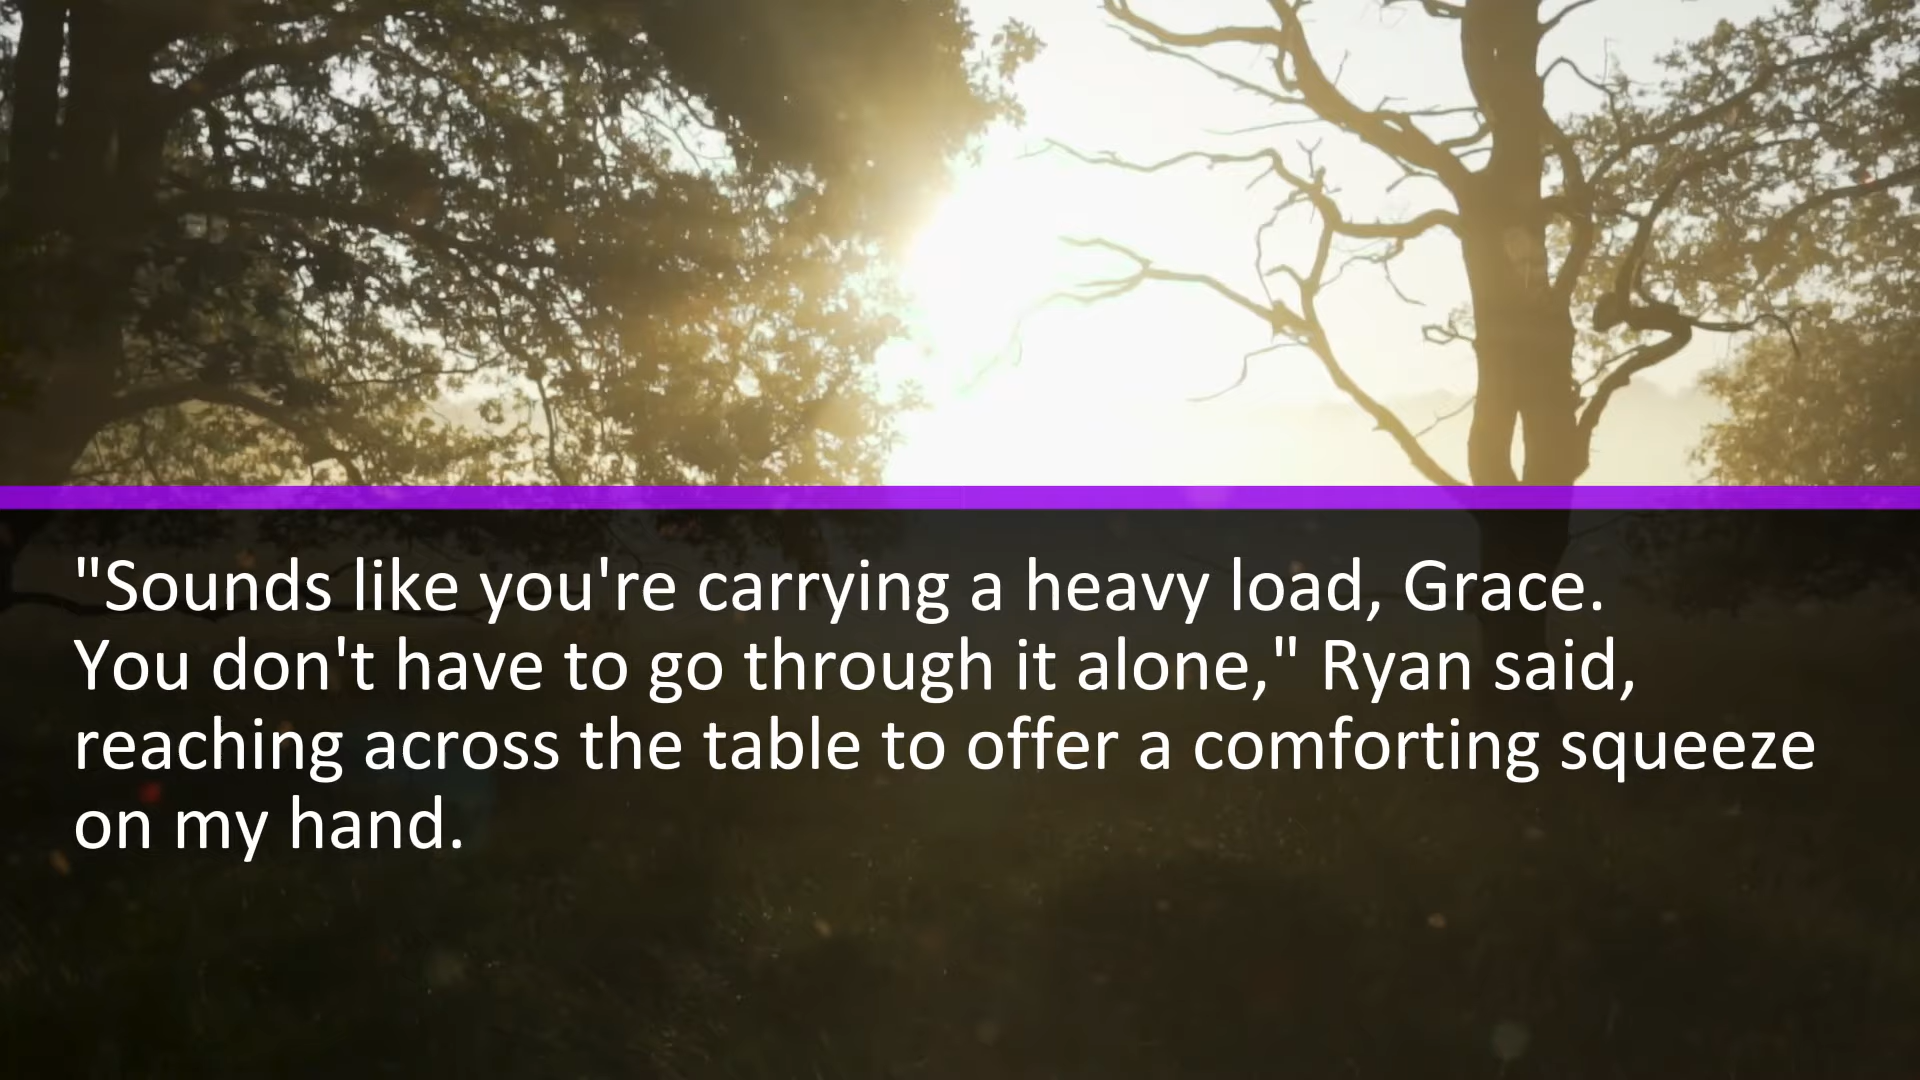 "Sounds like you're carrying a heavy load, Grace.
You don't have to go through it alone," Ryan said,
reaching across the table to offer a comforting squeeze
on my hand.